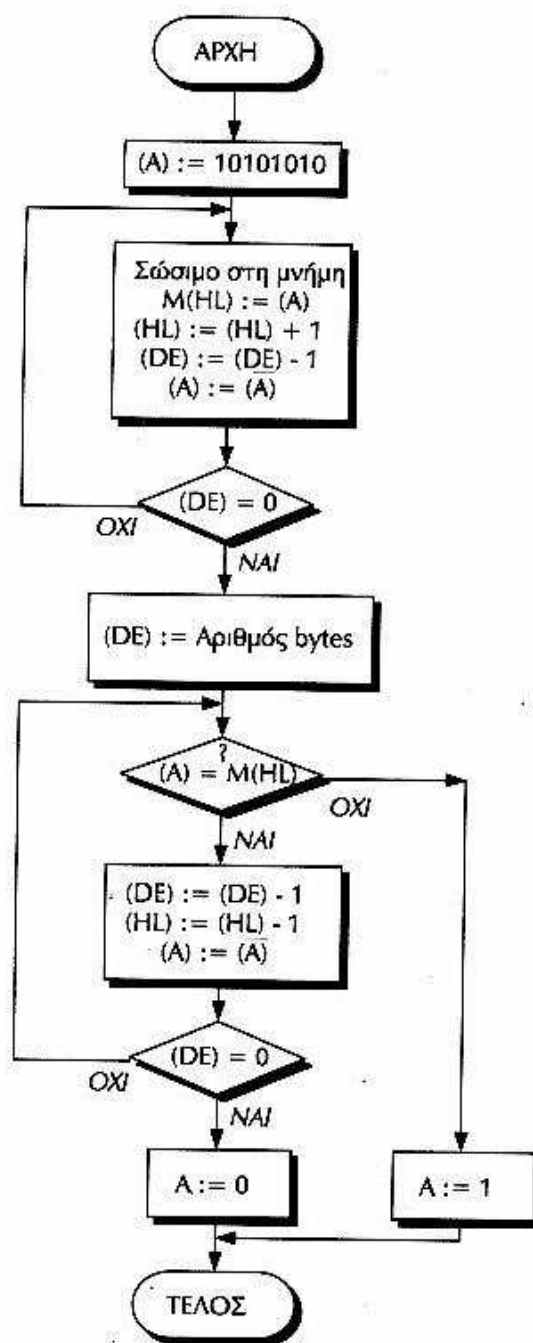 ΑΡΧΗ
(A) := 10101010
Σώσιμο στη μνήμη
M(HL) := (A)
(HL) := (HL) + 1
(DE) := (DE) - 1
(A) := (A̅)
(DE) = 0
ΟΧΙ
ΝΑΙ
(DE) := Αριθμός bytes
?
(A) = M(HL)
ΟΧΙ
ΝΑΙ
(DE) := (DE) - 1
(HL) := (HL) - 1
(A) := (A̅)
(DE) = 0
ΟΧΙ
ΝΑΙ
A := 0
A := 1
ΤΕΛΟΣ